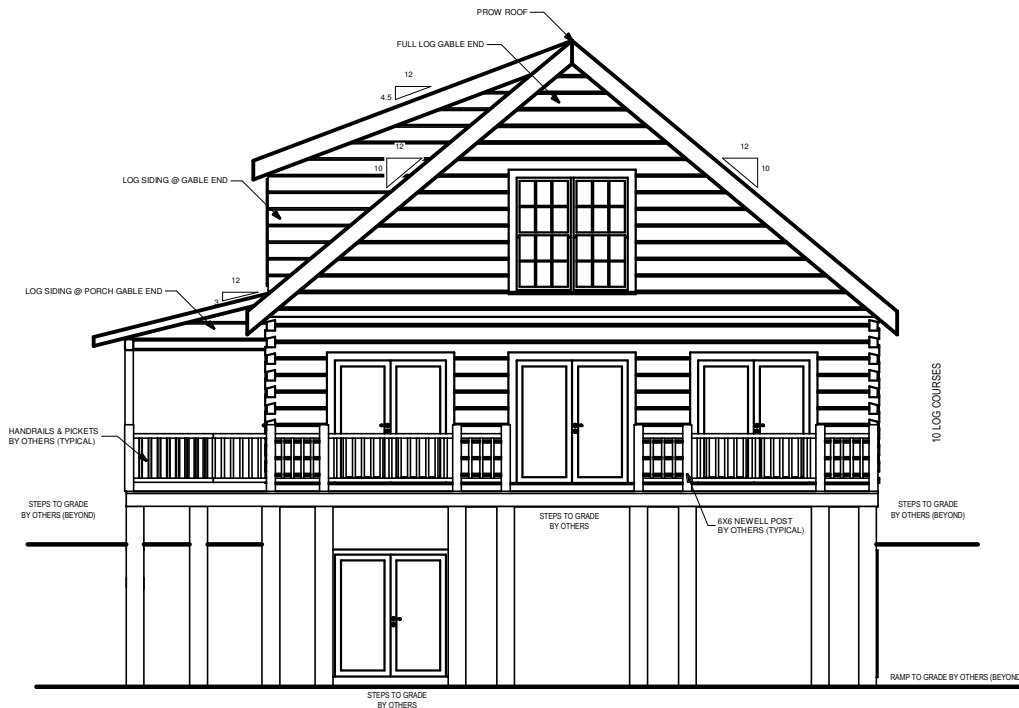 PROW ROOF
FULL LOG GABLE END
12
4.5
12
10
12
10
LOG SIDING @ GABLE END
12
3
LOG SIDING @ PORCH GABLE END
10 LOG COURSES
HANDRAILS & PICKETS
BY OTHERS (TYPICAL)
STEPS TO GRADE
BY OTHERS (BEYOND)
STEPS TO GRADE
BY OTHERS
6X6 NEWELL POST
BY OTHERS (TYPICAL)
STEPS TO GRADE
BY OTHERS (BEYOND)
RAMP TO GRADE BY OTHERS (BEYOND
STEPS TO GRADE
BY OTHERS